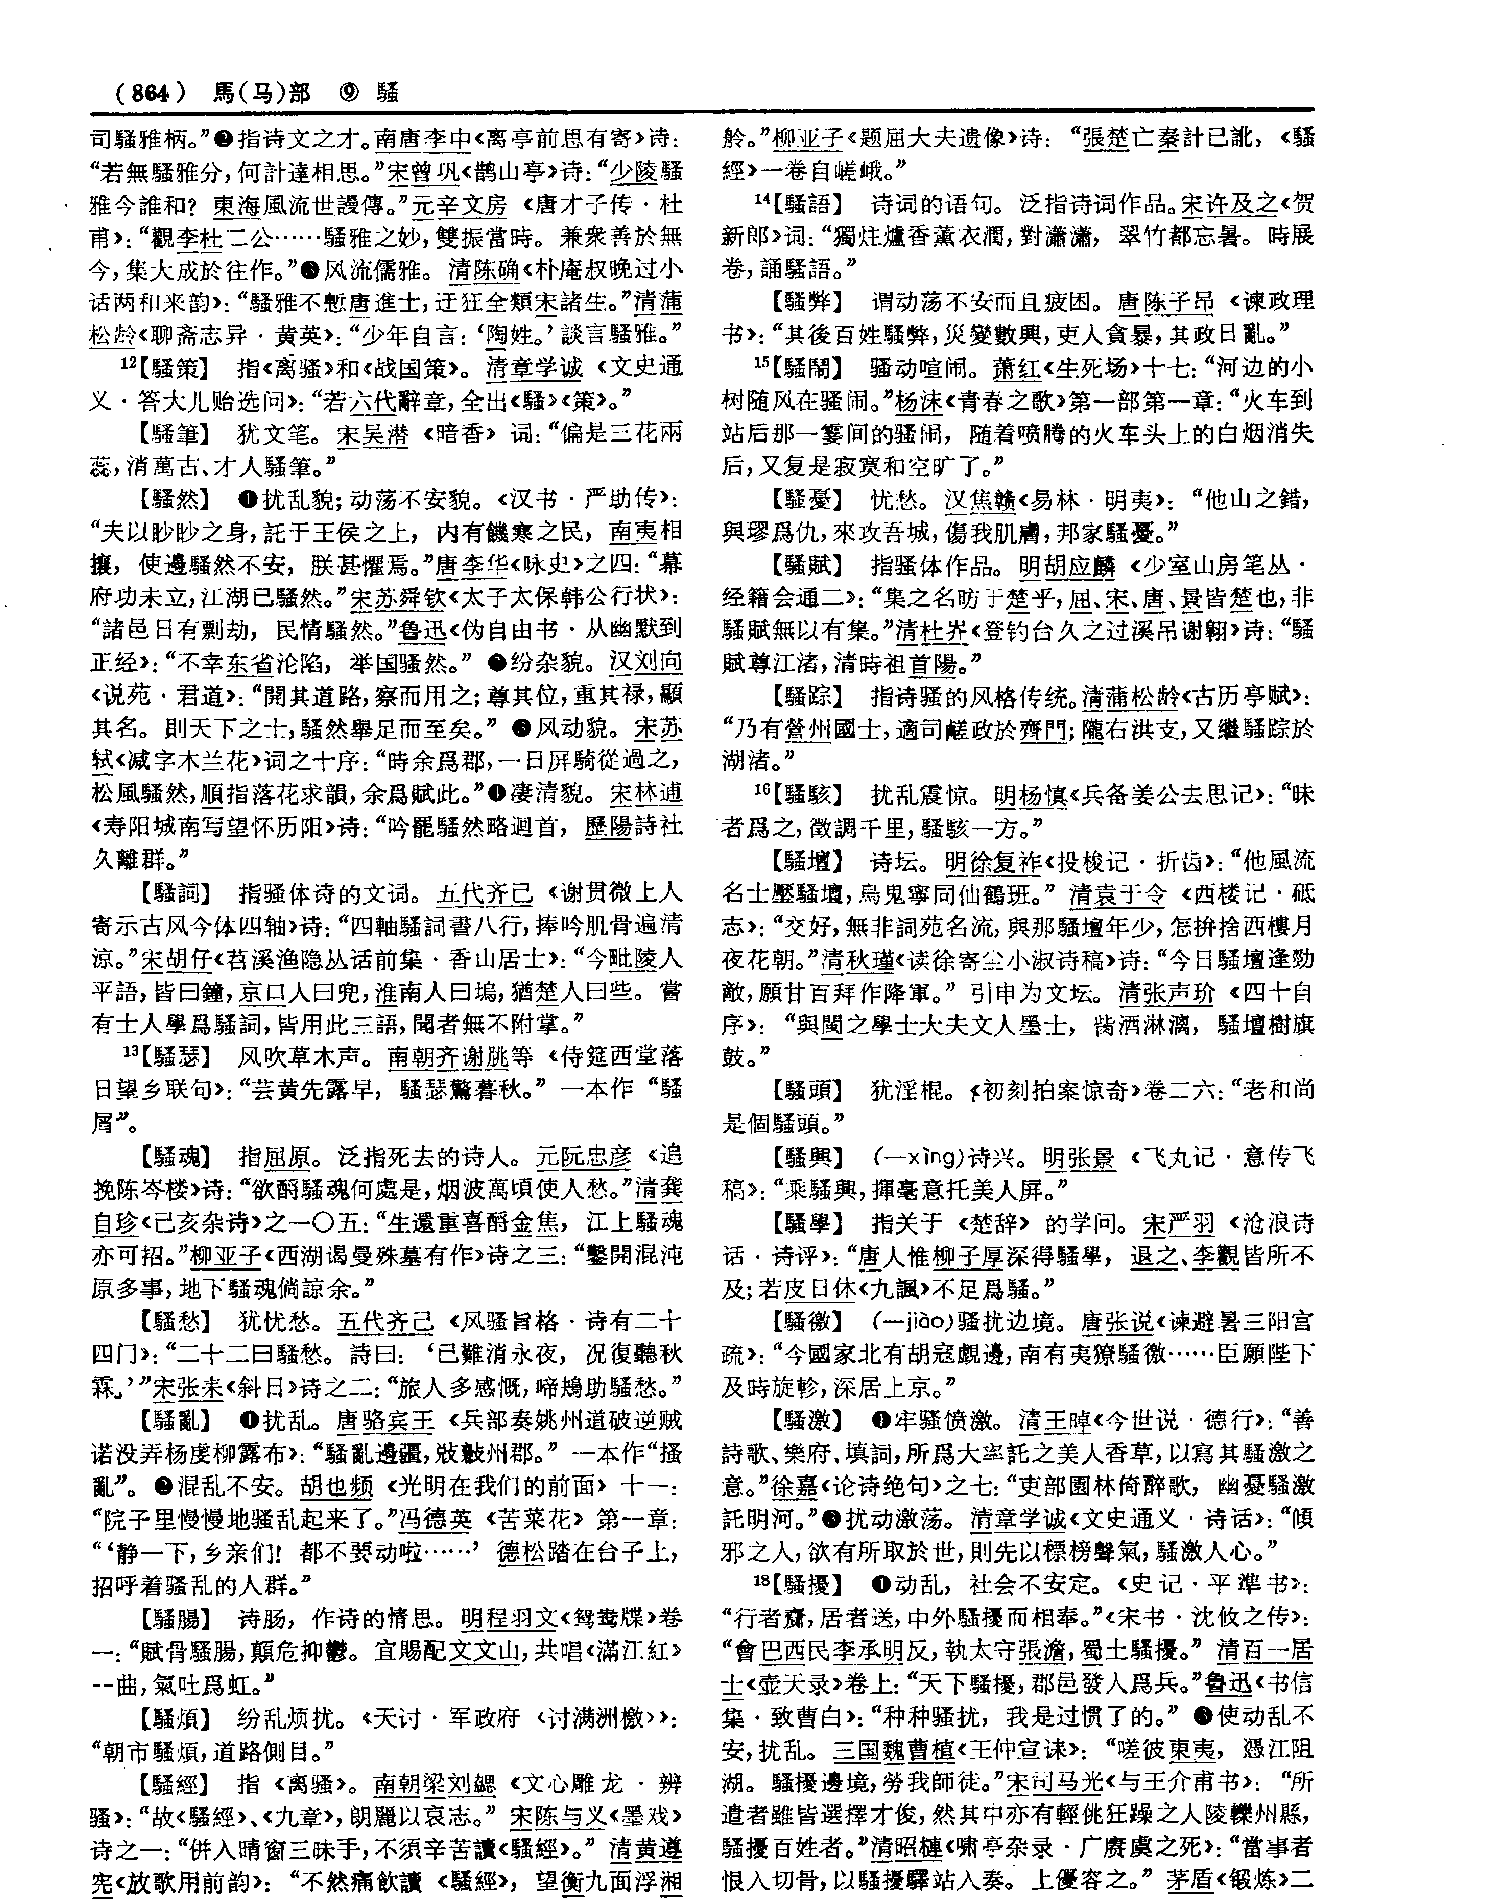 (864) 馬(马)部 ⑨ 騷
司騷雅柄。”❷指诗文之才。南唐李中《离亭前思有寄》诗：
“若無騷雅分，何計達相思。”宋曾巩《鹊山亭》诗：“少陵騷
雅今誰和？東海風流世謾傳。”元辛文房《唐才子传·杜
甫》：“觀李杜二公……騷雅之妙，雙振當時。兼衆善於無
今，集大成於往作。”❸风流儒雅。清陈确《朴庵叔晚过小
话两和来韵》：“騷雅不慙唐進士，迂狂全類宋諸生。”清蒲
松龄《聊斋志异·黄英》：“少年自言：‘陶姓。’談言騷雅。”
12【騷策】 指《离骚》和《战国策》。清章学诚《文史通
义·答大儿贻选问》：“若六代辭章，全出《騷》《策》。”
【騷筆】 犹文笔。宋吴潜《暗香》词：“偏是三花兩
蕊，消萬古、才人騷筆。”
【騷然】 ❶扰乱貌；动荡不安貌。《汉书·严助传》：
“夫以眇眇之身，託于王侯之上，内有饑寒之民，南夷相
攘，使邊騷然不安，朕甚懼焉。”唐李华《咏史》之四：“幕
府功未立，江湖已騷然。”宋苏舜钦《太子太保韩公行状》：
“諸邑日有剽劫，民情騷然。”鲁迅《伪自由书·从幽默到
正经》：“不幸东省沦陷，举国骚然。”❷纷杂貌。汉刘向
《说苑·君道》：“開其道路，察而用之；尊其位，重其禄，顯
其名。則天下之士，騷然舉足而至矣。”❸风动貌。宋苏
轼《减字木兰花》词之十序：“時余爲郡，一日屏騎從過之，
松風騷然，順指落花求韻，余爲賦此。”❹凄清貌。宋林逋
《寿阳城南写望怀历阳》诗：“吟罷騷然略迴首，歷陽詩社
久離群。”
【騷詞】 指骚体诗的文词。五代齐己《谢贯微上人
寄示古风今体四轴》诗：“四軸騷詞書八行，捧吟肌骨遍清
凉。”宋胡仔《苕溪渔隐丛话前集·香山居士》：“今毗陵人
平語，皆曰鐘，京口人曰兜，淮南人曰塢，猶楚人曰些。嘗
有士人學爲騷詞，皆用此三語，聞者無不附掌。”
13【騷瑟】 风吹草木声。南朝齐谢朓等《侍筵西堂落
日望乡联句》：“芸黄先露早，騷瑟驚暮秋。”一本作“騷
屑”。
【騷魂】 指屈原。泛指死去的诗人。元阮忠彦《追
挽陈岑楼》诗：“欲酹騷魂何處是，烟波萬頃使人愁。”清龚
自珍《己亥杂诗》之一〇五：“生還重喜酹金焦，江上騷魂
亦可招。”柳亚子《西湖谒曼殊墓有作》诗之三：“鑿開混沌
原多事，地下騷魂倘諒余。”
【騷愁】 犹忧愁。五代齐己《风骚旨格·诗有二十
四门》：“二十二曰騷愁。詩曰：‘已難消永夜，况復聽秋
霖。’”宋张耒《斜日》诗之二：“旅人多感慨，啼鴂助騷愁。”
【騷亂】 ❶扰乱。唐骆宾王《兵部奏姚州道破逆贼
诺没弄杨虔柳露布》：“騷亂邊疆，攽敡州郡。”一本作“搔
亂”。❷混乱不安。胡也频《光明在我们的前面》十一：
“院子里慢慢地骚乱起来了。”冯德英《苦菜花》第一章：
“‘静一下，乡亲们！都不要动啦……’德松踏在台子上，
招呼着骚乱的人群。”
【騷腸】 诗肠，作诗的情思。明程羽文《鸳鸯牒》卷
一：“賦骨騷腸，顛危抑鬱。宜賜配文文山，共唱《滿江紅》
一曲，氣吐爲虹。”
【騷煩】 纷乱烦扰。《天讨·军政府〈讨满洲檄〉》：
“朝市騷煩，道路側目。”
【騷經】 指《离骚》。南朝梁刘勰《文心雕龙·辨
骚》：“故《騷經》、《九章》，朗麗以哀志。”宋陈与义《墨戏》
诗之一：“併入晴窗三昧手，不須辛苦讀《騷經》。”清黄遵
宪《放歌用前韵》：“不然痛飲讀《騷經》，望衡九面浮湘
舲。”柳亚子《题屈大夫遗像》诗：“張楚亡秦計已訛，《騷
經》一卷自嵯峨。”
14【騷語】 诗词的语句。泛指诗词作品。宋许及之《贺
新郎》词：“獨炷爐香薰衣潤，對瀟瀟，翠竹都忘暑。時展
卷，誦騷語。”
【騷弊】 谓动荡不安而且疲困。唐陈子昂《谏政理
书》：“其後百姓騷弊，災變數興，吏人貪暴，其政日亂。”
15【騷鬧】 骚动喧闹。萧红《生死场》十七：“河边的小
树随风在骚闹。”杨沫《青春之歌》第一部第一章：“火车到
站后那一霎间的骚闹，随着喷腾的火车头上的白烟消失
后，又复是寂寞和空旷了。”
【騷憂】 忧愁。汉焦赣《易林·明夷》：“他山之錯，
與璆爲仇，來攻吾城，傷我肌膚，邦家騷憂。”
【騷賦】 指骚体作品。明胡应麟《少室山房笔丛·
经籍会通二》：“集之名昉于楚乎，屈、宋、唐、景皆楚也，非
騷賦無以有集。”清杜岕《登钓台久之过溪吊谢翱》诗：“騷
賦尊江渚，清時祖首陽。”
【騷踪】 指诗骚的风格传统。清蒲松龄《古历亭赋》：
“乃有營州國士，適司鹺政於齊門；隴右洪支，又繼騷踪於
湖渚。”
16【騷駭】 扰乱震惊。明杨慎《兵备姜公去思记》：“昧
者爲之，徵調千里，騷駭一方。”
【騷壇】 诗坛。明徐复祚《投梭记·折齿》：“他風流
名士壓騷壇，烏鬼寧同仙鶴班。”清袁于令《西楼记·砥
志》：“交好，無非詞苑名流，與那騷壇年少，怎拚捨西樓月
夜花朝。”清秋瑾《读徐寄尘小淑诗稿》诗：“今日騷壇逢勁
敵，願甘百拜作降軍。”引申为文坛。清张声玠《四十自
序》：“與閩之學士大夫文人墨士，觴洒淋漓，騷壇樹旗
鼓。”
【騷頭】 犹淫棍。《初刻拍案惊奇》卷二六：“老和尚
是個騷頭。”
【騷興】 (—xìng)诗兴。明张景《飞丸记·意传飞
稿》：“乘騷興，揮毫意托美人屏。”
【騷學】 指关于《楚辞》的学问。宋严羽《沧浪诗
话·诗评》：“唐人惟柳子厚深得騷學，退之、李觀皆所不
及；若皮日休《九諷》不足爲騷。”
【騷徼】 (—jiào)骚扰边境。唐张说《谏避暑三阳宫
疏》：“今國家北有胡寇覷邊，南有夷獠騷徼……臣願陛下
及時旋軫，深居上京。”
【騷激】 ❶牢骚愤激。清王晫《今世说·德行》：“善
詩歌、樂府、填詞，所爲大率託之美人香草，以寫其騷激之
意。”徐嘉《论诗绝句》之七：“吏部園林倚醉歌，幽憂騷激
託明河。”❷扰动激荡。清章学诚《文史通义·诗话》：“傾
邪之人，欲有所取於世，則先以標榜聲氣，騷激人心。”
18【騷擾】 ❶动乱，社会不安定。《史记·平準书》：
“行者齎，居者送，中外騷擾而相奉。”《宋书·沈攸之传》：
“會巴西民李承明反，執太守張澹，蜀土騷擾。”清百一居
士《壶天录》卷上：“天下騷擾，郡邑發人爲兵。”鲁迅《书信
集·致曹白》：“种种骚扰，我是过惯了的。”❷使动乱不
安，扰乱。三国魏曹植《王仲宣诔》：“嗟彼東夷，憑江阻
湖。騷擾邊境，勞我師徒。”宋司马光《与王介甫书》：“所
遣者雖皆選擇才俊，然其中亦有輕佻狂躁之人陵轢州縣，
騷擾百姓者。”清昭槤《啸亭杂录·广赓虞之死》：“當事者
恨入切骨，以騷擾驛站入奏。上優容之。”茅盾《锻炼》二